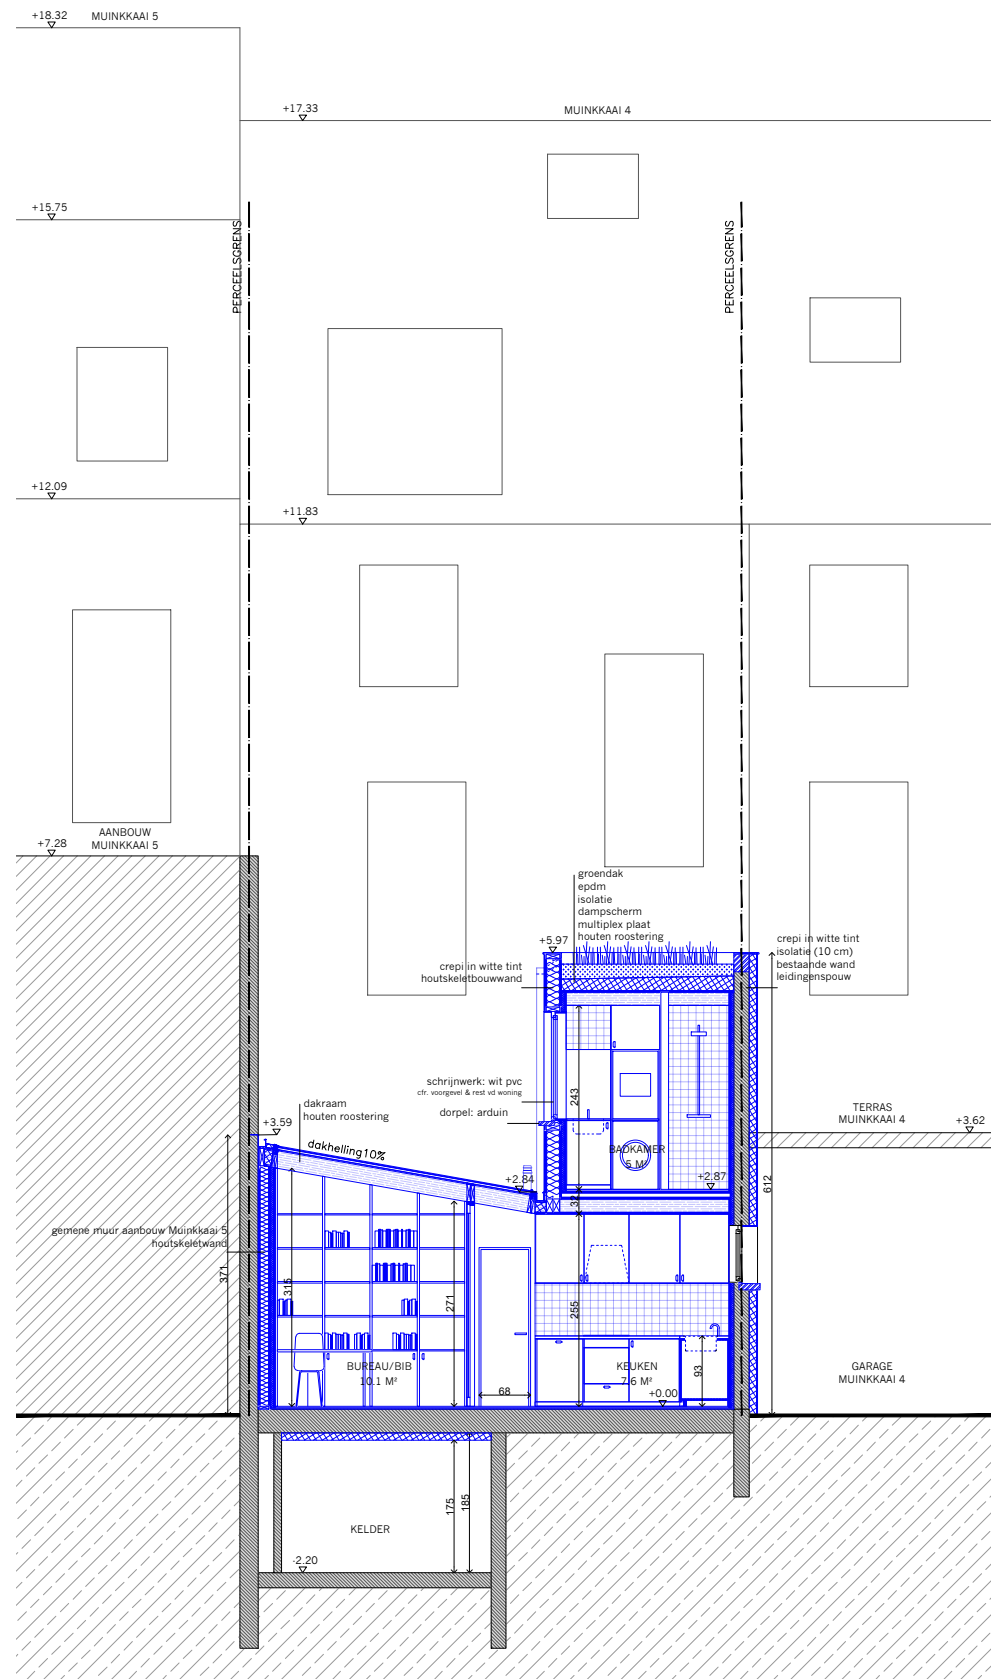 +18.32 MUINKKAAI 5
+17.33 MUINKKAAI 4
+15.75
PERCEELSGRENS
PERCEELSGRENS
+12.09
+11.83
AANBOUW
MUINKKAAI 5
+7.28
groendak
epdm
isolatie
dampscherm
multiplex plaat
houten roostering
+5.97
crepi in witte tint
houtskeletbouwwand
crepi in witte tint
isolatie (10 cm)
bestaande wand
leidingenspouw
schrijnwerk: wit pvc
cfr. voorgevel & rest vd woning
dorpel: arduin
243
dakraam
houten roostering
+3.59
dakhelling10%
TERRAS
MUINKKAAI 4
+3.62
BADKAMER
5 M²
+2.84
+2.87
32
612
gemene muur aanbouw Muinkkaai 5
houtskeletwand
371
315
271
255
BUREAU/BIB
10.1 M²
68
KEUKEN
7.6 M²
93
+0.00
GARAGE
MUINKKAAI 4
175
185
KELDER
-2.20